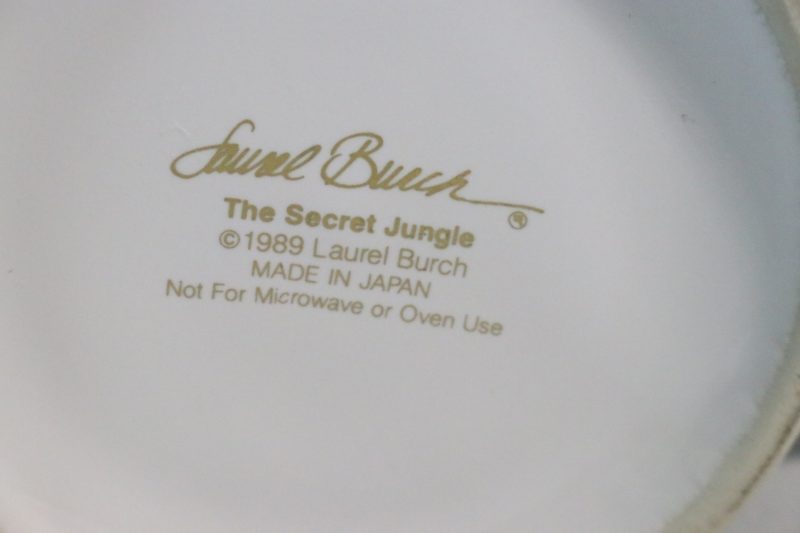 Laurel Burch ®
The Secret Jungle
©1989 Laurel Burch
MADE IN JAPAN
Not For Microwave or Oven Use